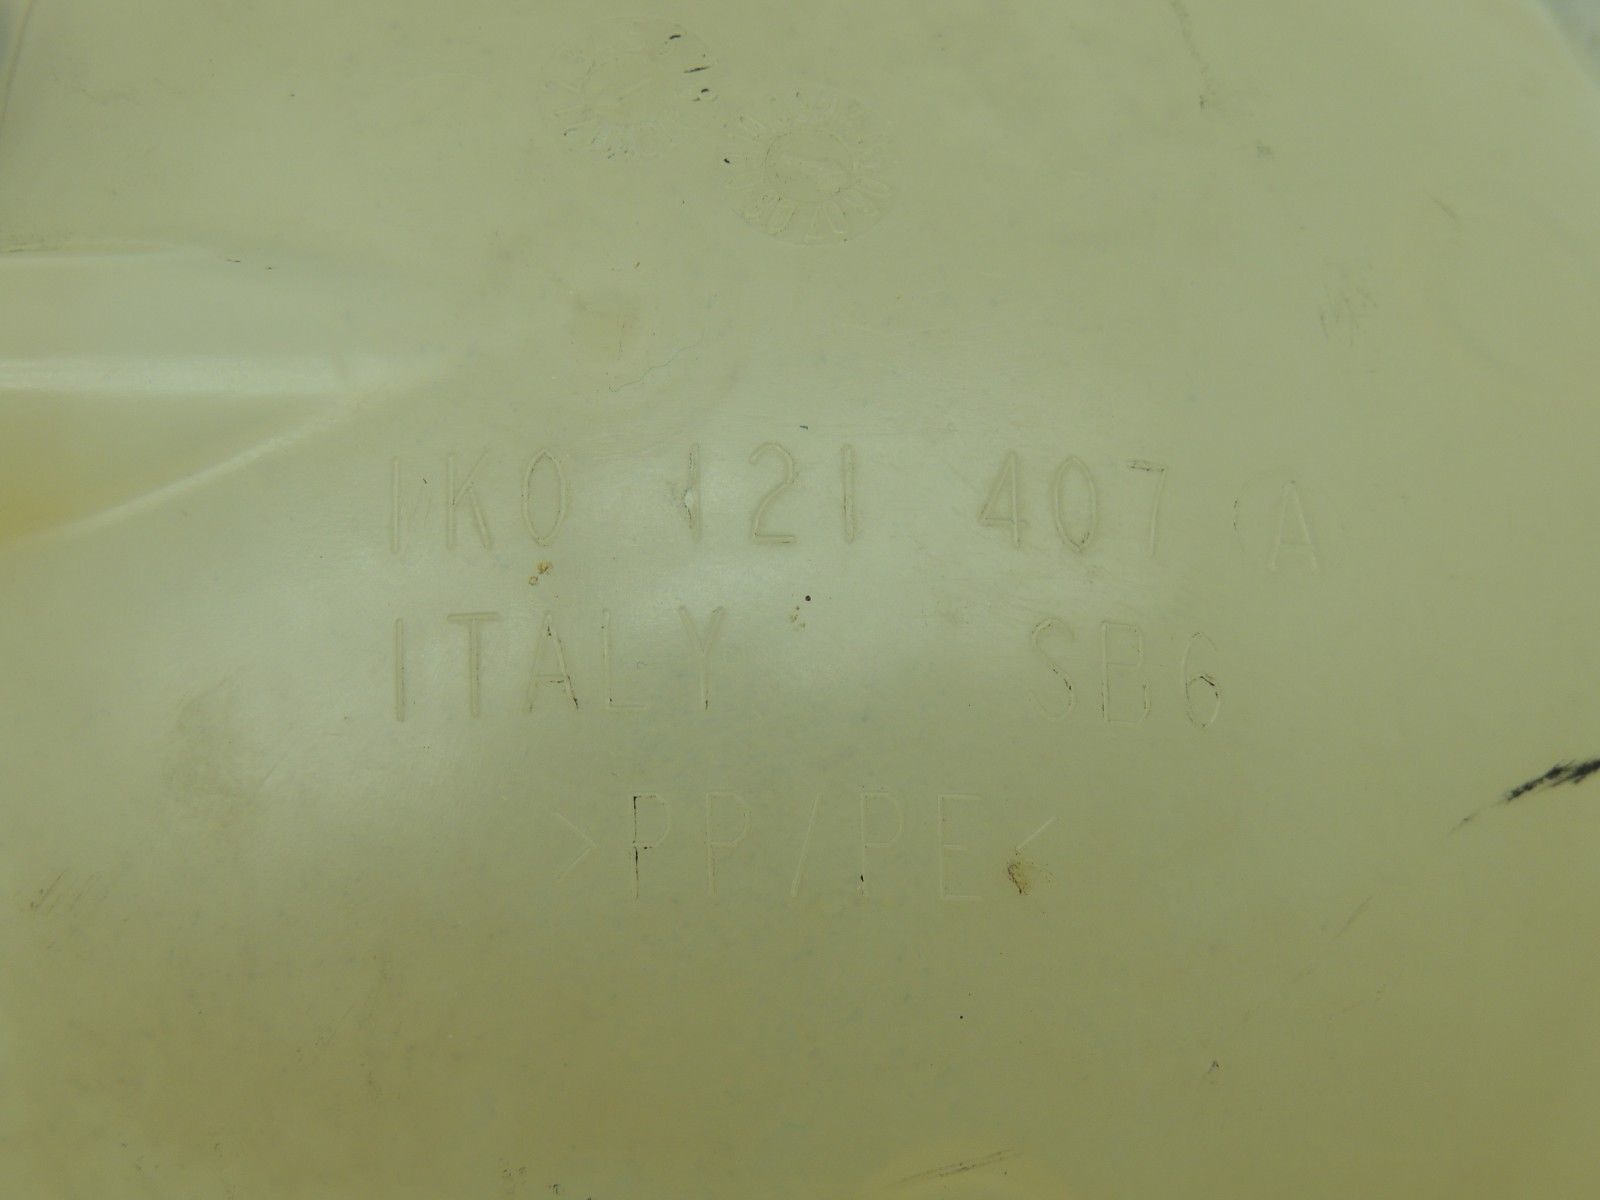 1K0 121 407 A
ITALY SB6
>PP/PE<